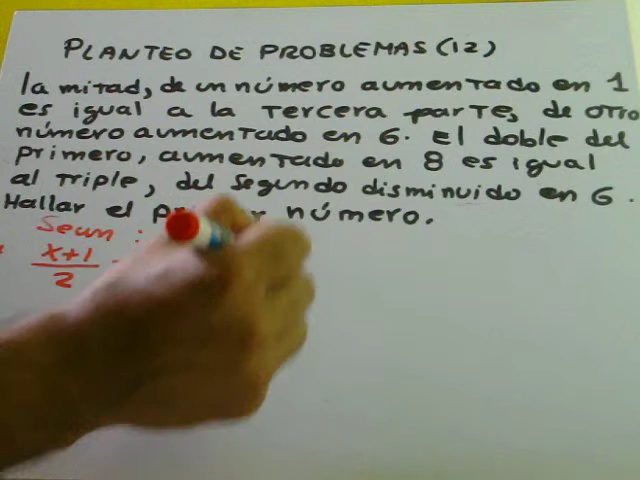 PLANTEO DE PROBLEMAS (12)
la mitad, de un número aumentado en 1
es igual a la tercera parte, de otro
número aumentado en 6. El doble del
primero, aumentado en 8 es igual
al triple, del segundo disminuido en 6.
Hallar el número.
Sean:
x+1
2